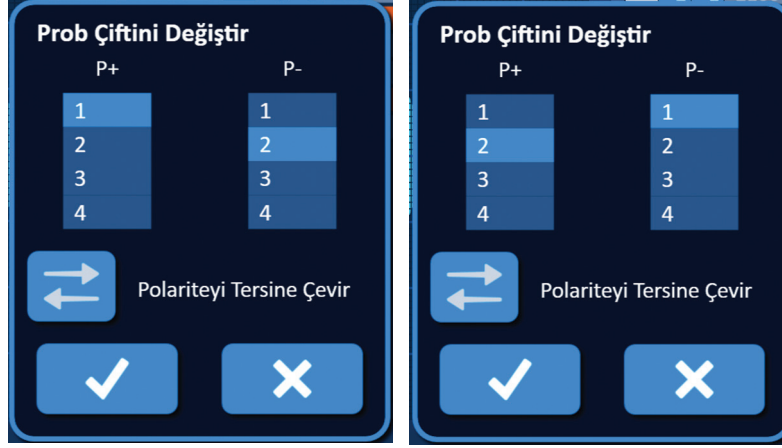 Prob Çiftini Değiştir
P+ P-
1 1
2 2
3 3
4 4
Polariteyi Tersine Çevir
Prob Çiftini Değiştir
P+ P-
1 1
2 2
3 3
4 4
Polariteyi Tersine Çevir